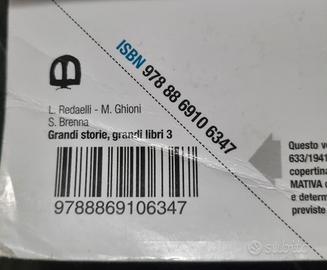 ISBN 978 88 6910 6347
L. Redaelli - M. Ghioni
S. Brenna
Grandi storie, grandi libri 3
9788869106347
Questo vo
633/1941
copertina
MATIVA o
e determ
previste
subito